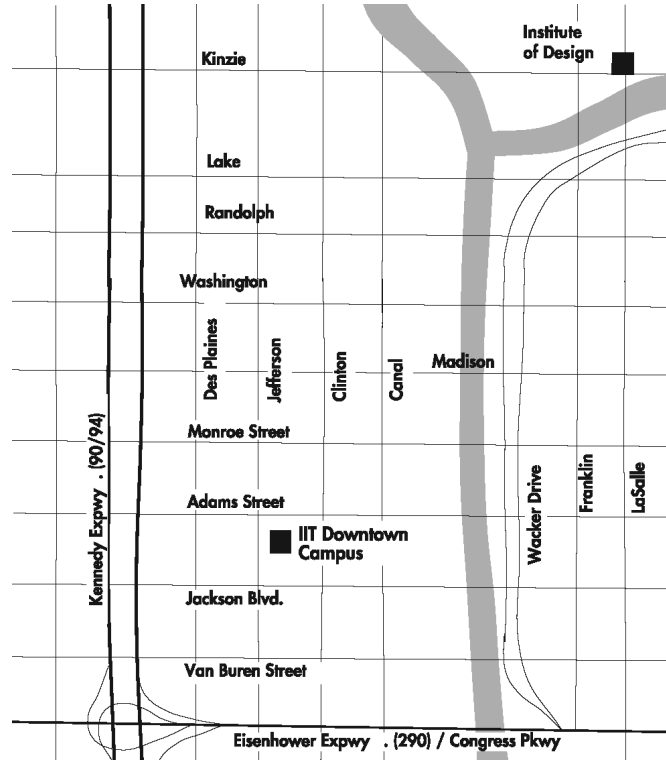 Institute
of Design
Kinzie
Lake
Randolph
Washington
Des Plaines
Jefferson
Clinton
Canal
Madison
Monroe Street
Kennedy Expwy . (90/94)
Wacker Drive
Franklin
LaSalle
Adams Street
IIT Downtown
Campus
Jackson Blvd.
Van Buren Street
Eisenhower Expwy . (290) / Congress Pkwy